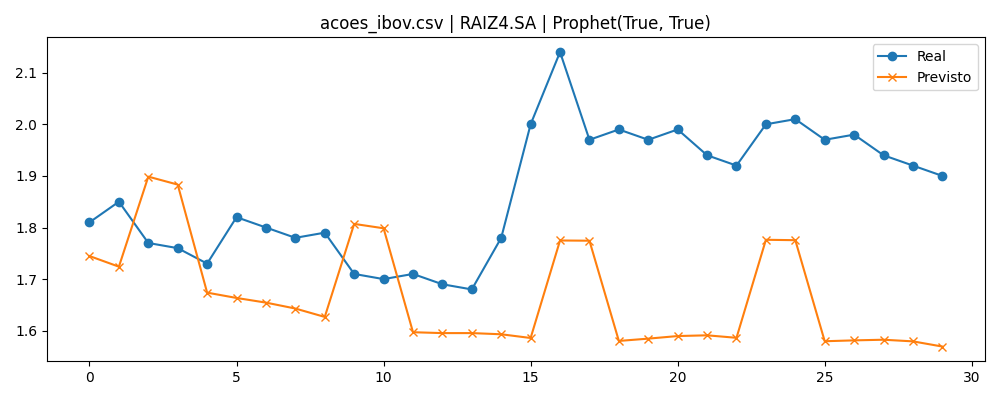 acoes_ibov.csv | RAIZ4.SA | Prophet(True, True)
Real
Previsto
2.1
2.0
1.9
1.8
1.7
1.6
0 5 10 15 20 25 30